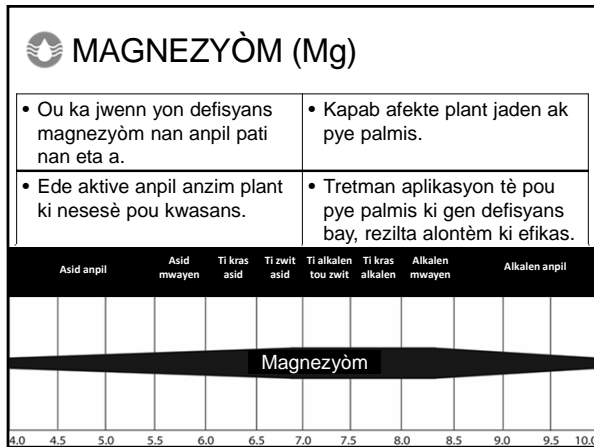 MAGNEZYÒM (Mg)
• Ou ka jwenn yon defisyans
magnezyòm nan anpil pati
nan eta a.
• Kapab afekte plant jaden ak
pye palmis.
• Ede aktive anpil anzim plant
ki nesesè pou kwasans.
• Tretman aplikasyon tè pou
pye palmis ki gen defisyans
bay, rezilta alontèm ki efikas.
Asid anpil
Asid
mwayen
Ti kras
asid
Ti zwit
asid
Ti alkalen
tou zwit
Ti kras
alkalen
Alkalen
mwayen
Alkalen anpil
Magnezyòm
4.0 4.5 5.0 5.5 6.0 6.5 7.0 7.5 8.0 8.5 9.0 9.5 10.0